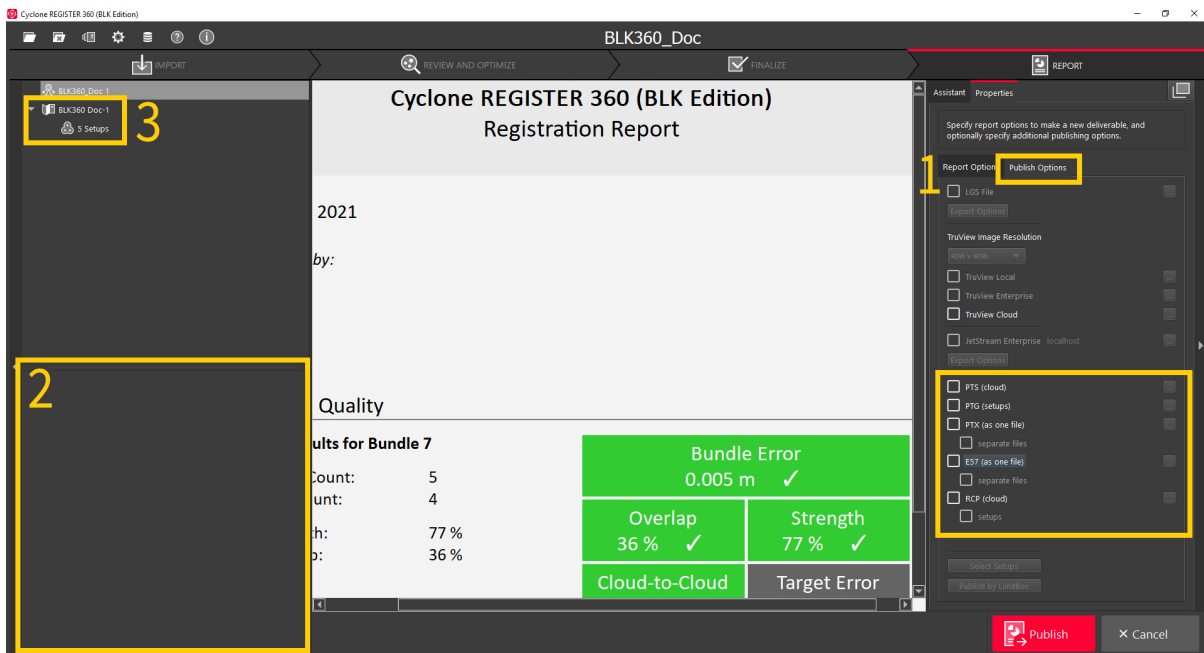 Cyclone REGISTER 360 (BLK Edition)
BLK360_Doc
IMPORT
REVIEW AND OPTIMIZE
FINALIZE
REPORT
BLK360_Doc 1
BLK360 Doc-1
5 Setups
3
2
Cyclone REGISTER 360 (BLK Edition)
Registration Report
2021
by:
Quality
ults for Bundle 7
Count: 5
unt: 4
th: 77 %
p: 36 %
Bundle Error
0.005 m ✓
Overlap
36 % ✓
Strength
77 % ✓
Cloud-to-Cloud
Target Error
Assistant Properties
Specify report options to make a new deliverable, and
optionally specify additional publishing options.
1
Report Option Publish Options
LGS File
Export Options
TruView Image Resolution
4096 x 4096
TruView Local
TruView Enterprise
TruView Cloud
JetStream Enterprise localhost
Export Options
PTS (cloud)
PTG (setups)
PTX (as one file)
separate files
E57 (as one file)
separate files
RCP (cloud)
setups
Select Setups
Publish by LimitBox
Publish
× Cancel